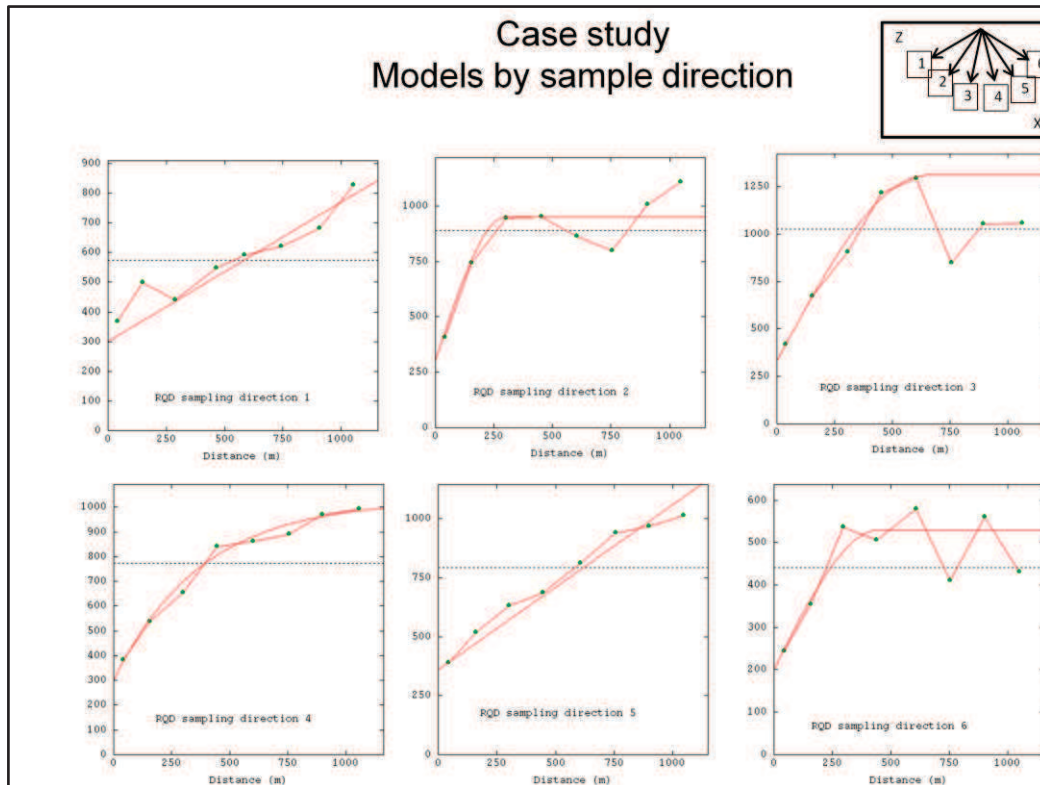 Case study
Models by sample direction
Z
1
2
3
4
5
X
900
800
700
600
500
400
300
200
100
0
RQD sampling direction 1
0 250 500 750 1000
Distance (m)
1000
750
500
250
0
RQD sampling direction 2
0 250 500 750 1000
Distance (m)
1250
1000
750
500
250
0
RQD sampling direction 3
0 250 500 750 1000
Distance (m)
1000
900
800
700
600
500
400
300
200
100
0
RQD sampling direction 4
0 250 500 750 1000
Distance (m)
1000
750
500
250
0
RQD sampling direction 5
0 250 500 750 1000
Distance (m)
600
500
400
300
200
100
0
RQD sampling direction 6
0 250 500 750 1000
Distance (m)